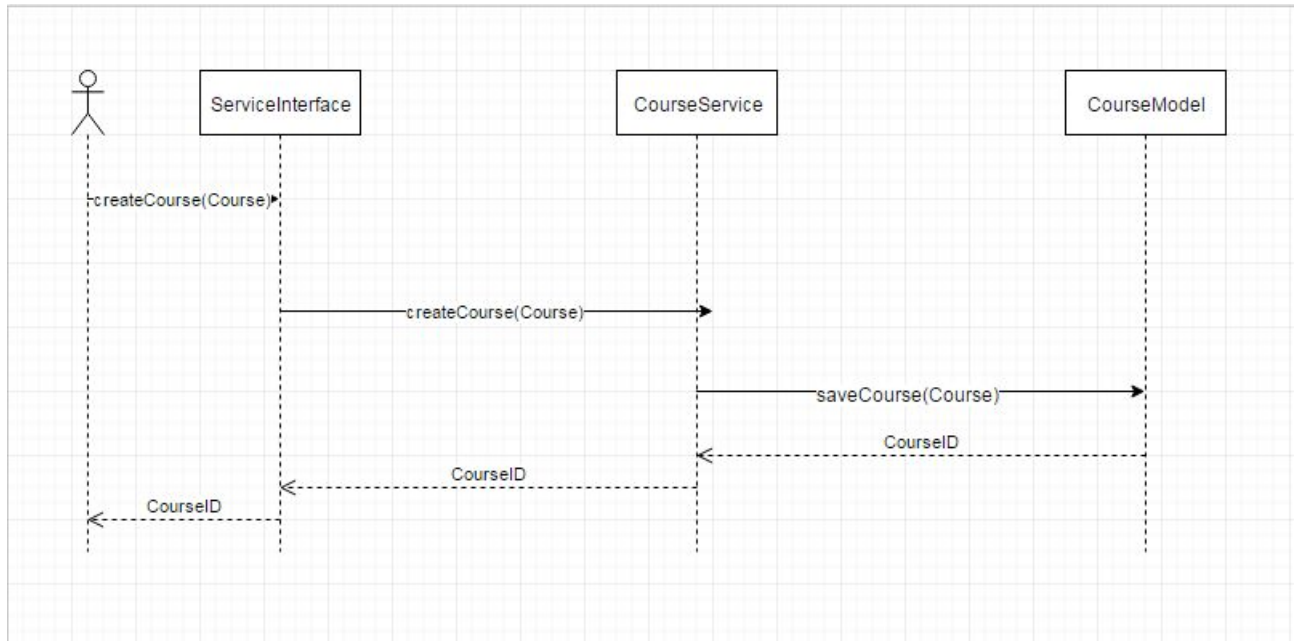 ServiceInterface
CourseService
CourseModel
createCourse(Course)
createCourse(Course)
saveCourse(Course)
CourseID
CourseID
CourseID